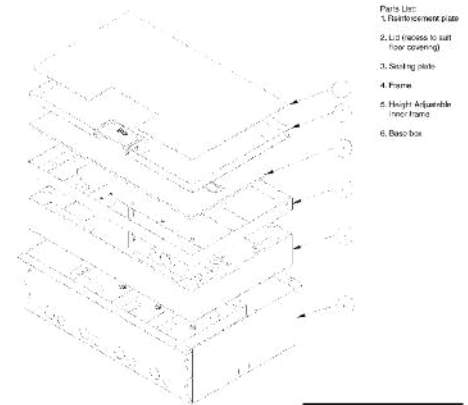 Parts List:
1. Reinforcement plate
2. Lid (recess to suit
floor covering)
3. Sealing plate
4. Frame
5. Height Adjustable
Inner frame
6. Base box